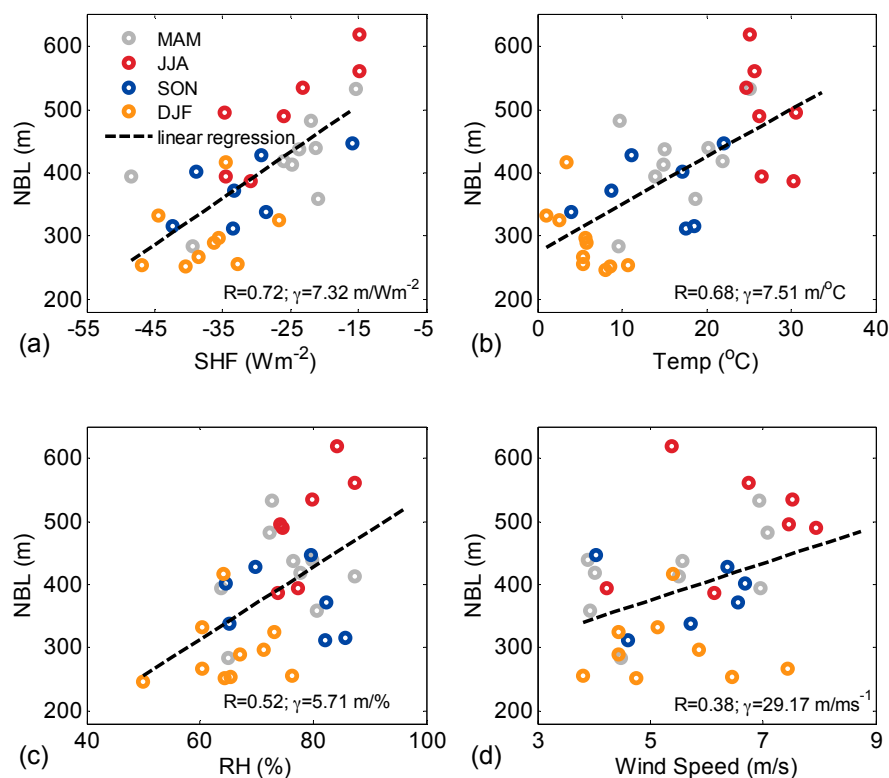 600
500
400
300
200
NBL (m)
MAM
JJA
SON
DJF
linear regression
R=0.72; γ=7.32 m/Wm⁻²
-55 -45 -35 -25 -15 -5
(a)
SHF (Wm⁻²)
600
500
400
300
200
NBL (m)
R=0.68; γ=7.51 m/°C
0 10 20 30 40
(b)
Temp (°C)
600
500
400
300
200
NBL (m)
R=0.52; γ=5.71 m/%
40 60 80 100
(c)
RH (%)
600
500
400
300
200
NBL (m)
R=0.38; γ=29.17 m/ms⁻¹
3 5 7 9
(d)
Wind Speed (m/s)